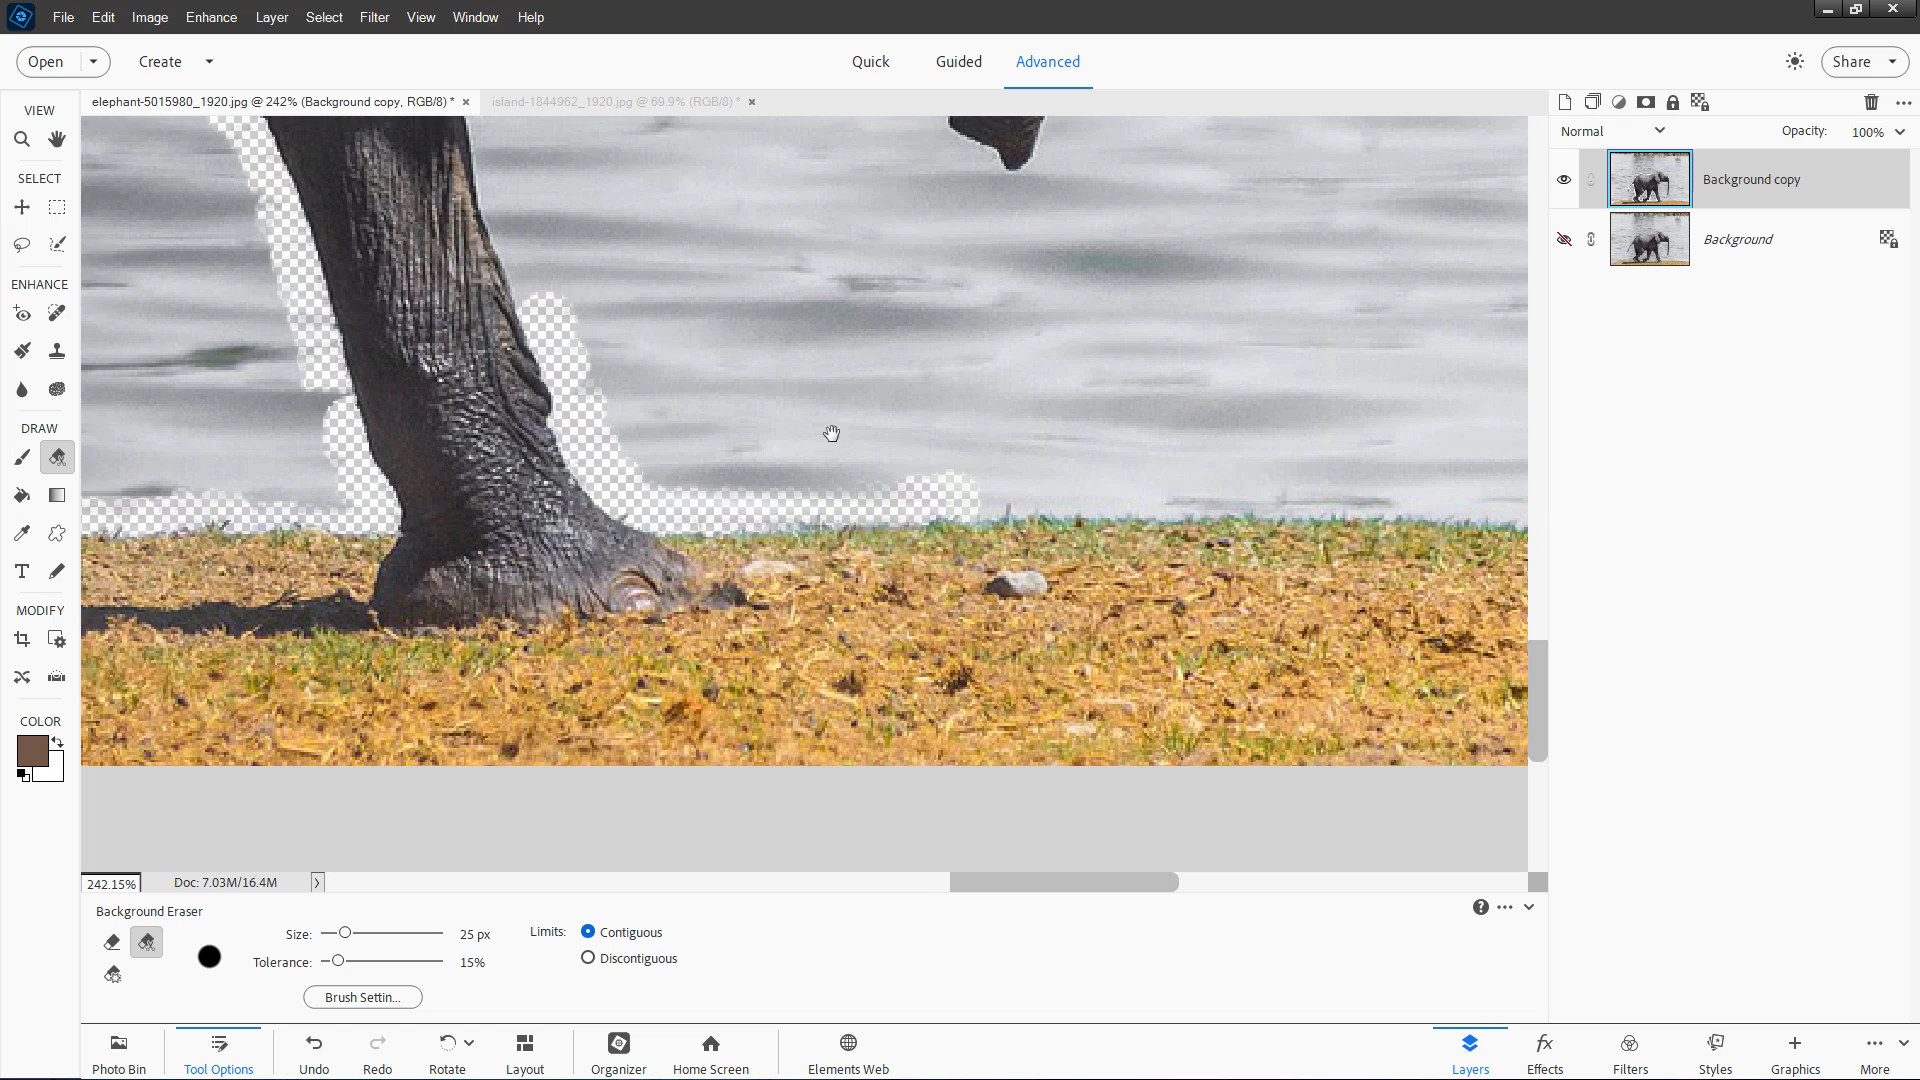 File Edit Image Enhance Layer Select Filter View Window Help
Open Create Quick Guided Advanced Share
VIEW
elephant-5015980_1920.jpg @ 242% (Background copy, RGB/8) * × island-1844962_1920.jpg @ 69.9% (RGB/8) * ×
Normal Opacity: 100%
SELECT
Background copy
Background
ENHANCE
DRAW
MODIFY
COLOR
242.15% Doc: 7.03M/16.4M
Background Eraser
Size: 25 px Limits: Contiguous
Tolerance: 15% Discontiguous
Brush Settin...
Photo Bin Tool Options Undo Redo Rotate Layout Organizer Home Screen Elements Web Layers Effects Filters Styles Graphics More